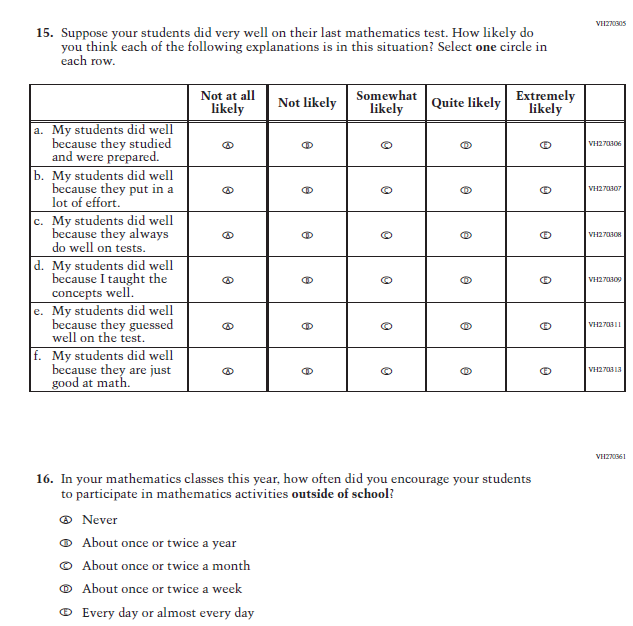 VH270305
15. Suppose your students did very well on their last mathematics test. How likely do
you think each of the following explanations is in this situation? Select one circle in
each row.
Not at all likely Not likely Somewhat likely Quite likely Extremely likely
a. My students did well
because they studied
and were prepared.
A B C D E VH270306
b. My students did well
because they put in a
lot of effort.
A B C D E VH270307
c. My students did well
because they always
do well on tests.
A B C D E VH270308
d. My students did well
because I taught the
concepts well.
A B C D E VH270309
e. My students did well
because they guessed
well on the test.
A B C D E VH270311
f. My students did well
because they are just
good at math.
A B C D E VH270313
VH270361
16. In your mathematics classes this year, how often did you encourage your students
to participate in mathematics activities outside of school?
A Never
B About once or twice a year
C About once or twice a month
D About once or twice a week
E Every day or almost every day